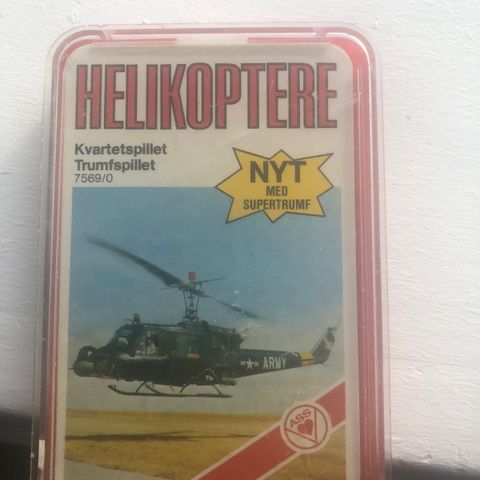 HELIKOPTERE
Kvartetspillet
Trumfspillet
7569/0
NYT
MED
SUPERTRUMF
ARMY
ASS